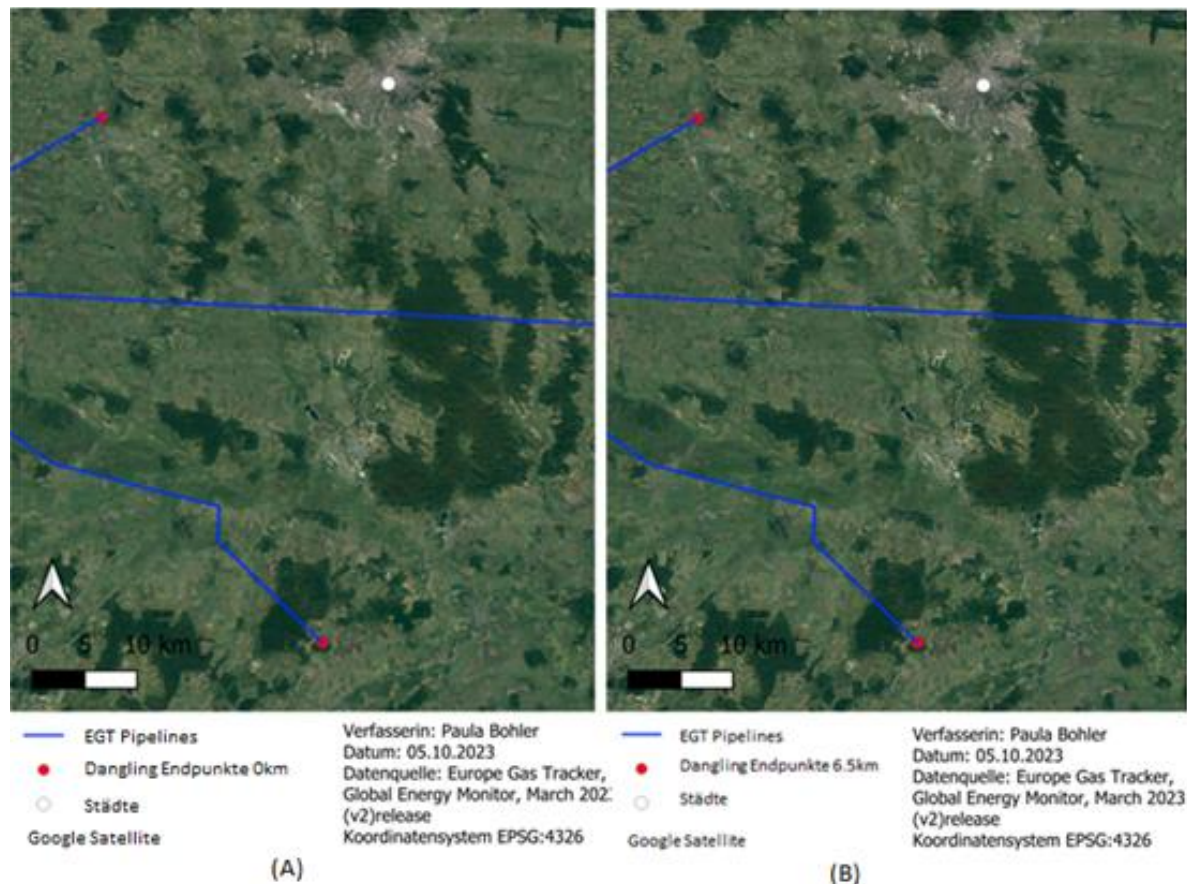 0 5 10 km
EGT Pipelines
Dangling Endpunkte 0km
Städte
Google Satellite
Verfasserin: Paula Bohler
Datum: 05.10.2023
Datenquelle: Europe Gas Tracker,
Global Energy Monitor, March 202
(v2)release
Koordinatensystem EPSG:4326
(A)
0 5 10 km
EGT Pipelines
Dangling Endpunkte 6.5km
Städte
Google Satellite
Verfasserin: Paula Bohler
Datum: 05.10.2023
Datenquelle: Europe Gas Tracker,
Global Energy Monitor, March 2023
(v2)release
Koordinatensystem EPSG:4326
(B)